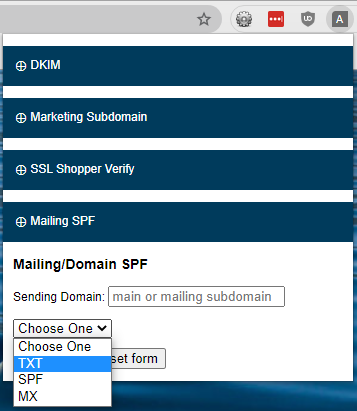 A
⊕ DKIM
⊕ Marketing Subdomain
⊕ SSL Shopper Verify
⊕ Mailing SPF
Mailing/Domain SPF
Sending Domain: main or mailing subdomain
Choose One
Choose One
TXT
SPF
MX
set form